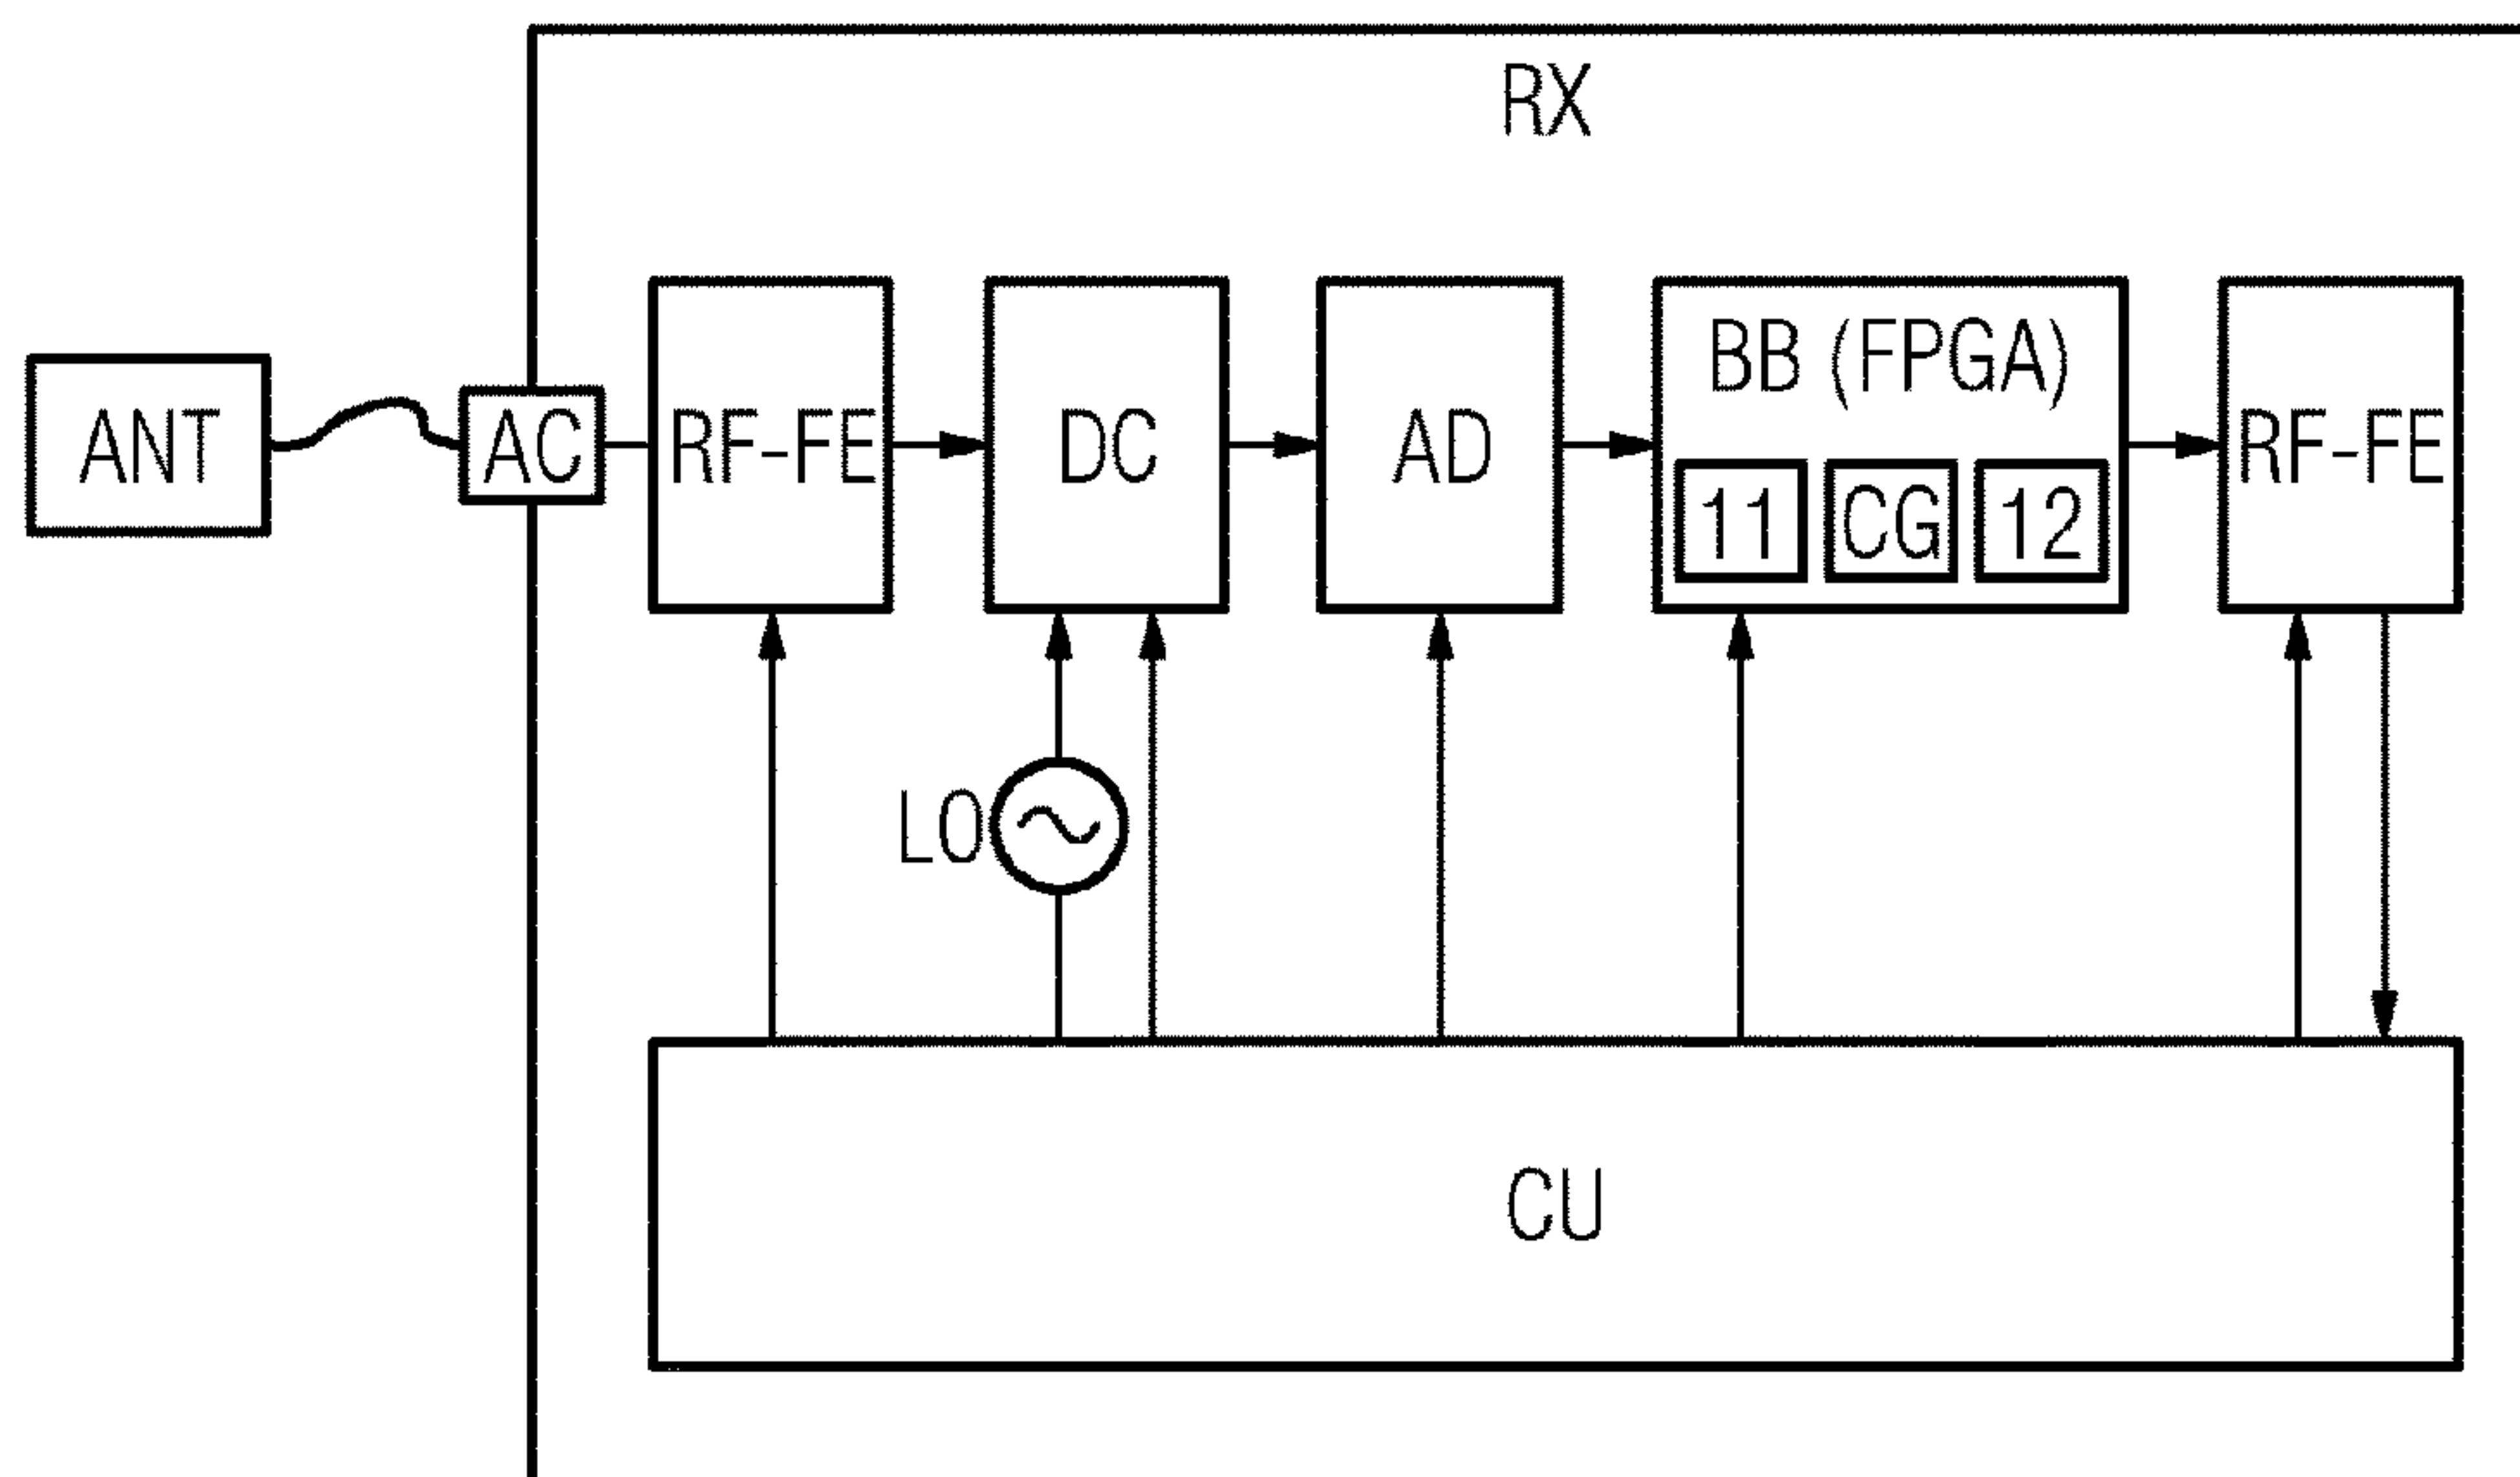 RX
ANT
AC
RF-FE
DC
AD
BB (FPGA)
11
CG
12
RF-FE
LO
CU